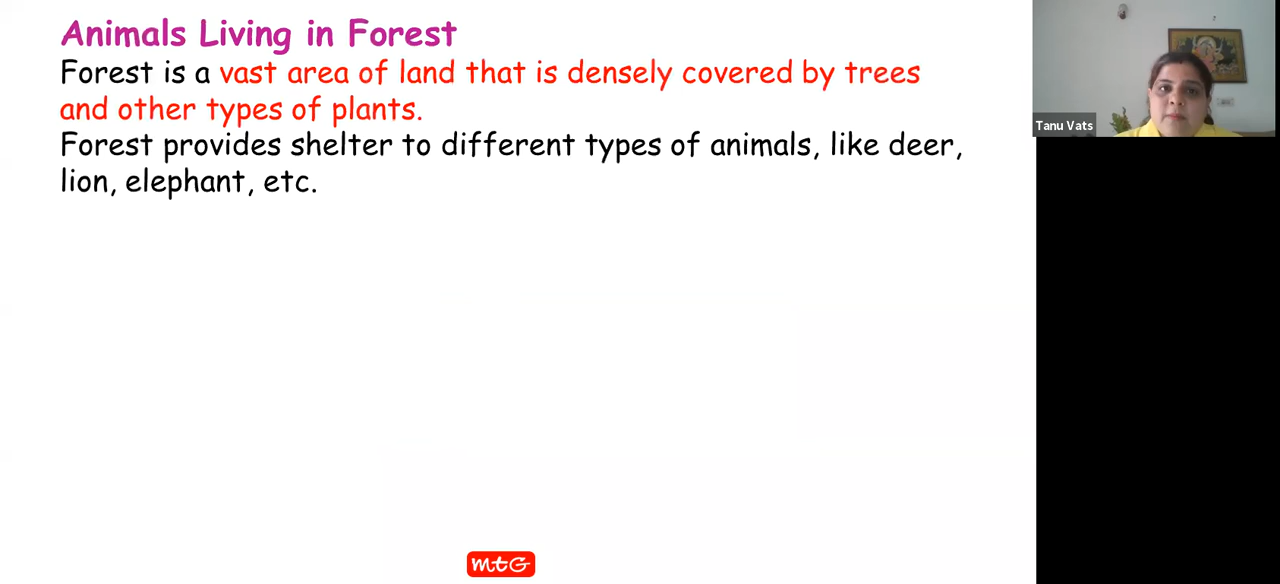 Animals Living in Forest
Forest is a vast area of land that is densely covered by trees
and other types of plants.
Forest provides shelter to different types of animals, like deer,
lion, elephant, etc.
Tanu Vats
mtG